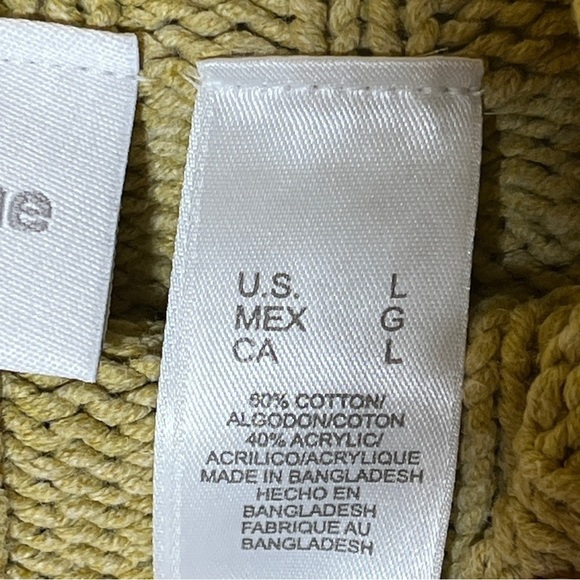 U.S. L
MEX G
CA L
60% COTTON/
ALGODON/COTON
40% ACRYLIC/
ACRILICO/ACRYLIQUE
MADE IN BANGLADESH
HECHO EN
BANGLADESH
FABRIQUE AU
BANGLADESH